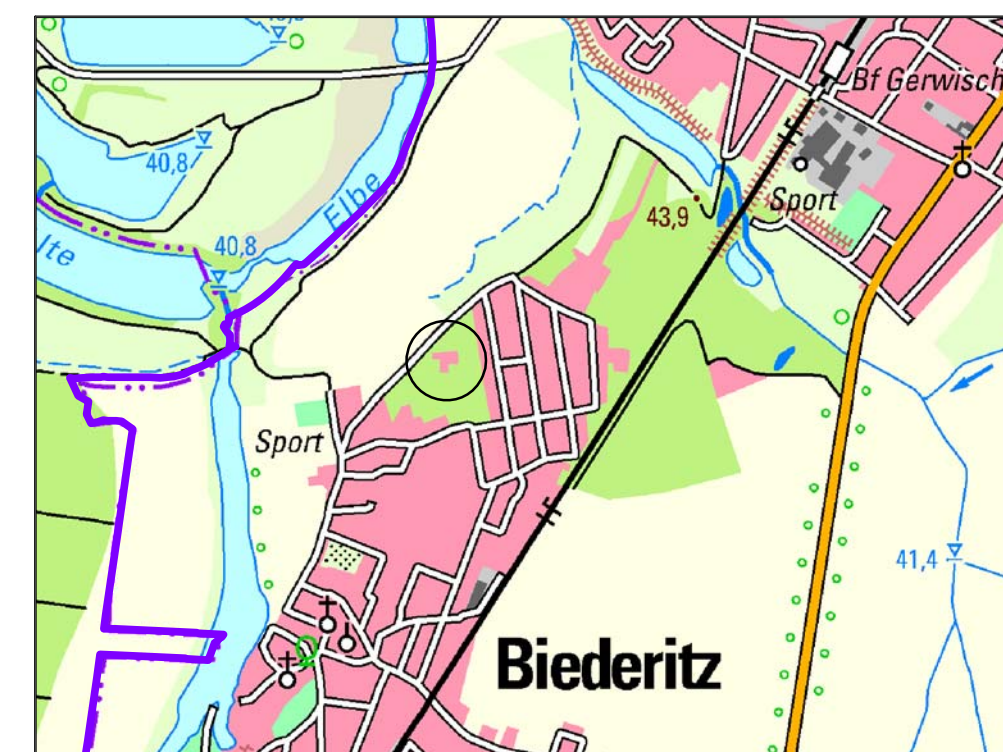 Bf Gerwisch
40,8
Sport
43,9
Elbe
40,8
lte
Sport
41,4
Biederitz